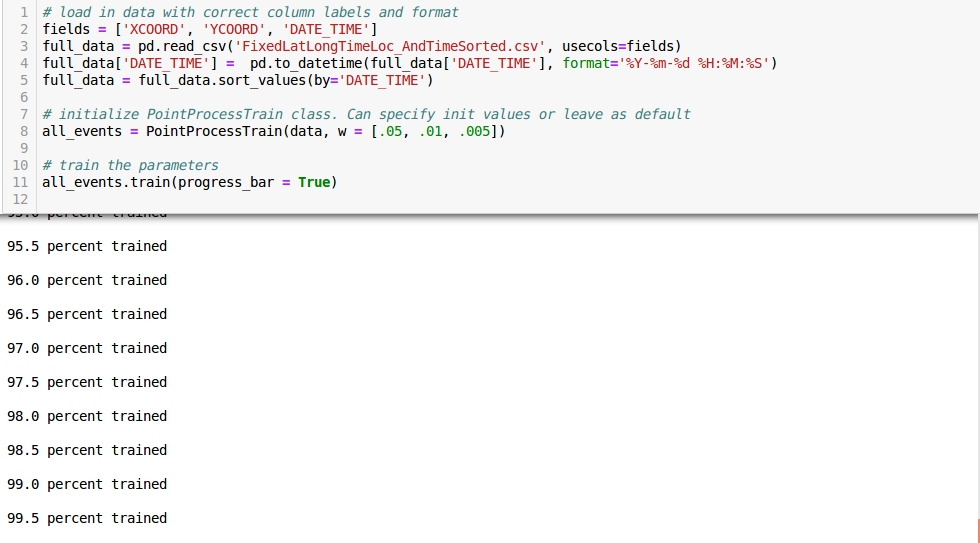 1 # load in data with correct column labels and format
2 fields = ['XCOORD', 'YCOORD', 'DATE_TIME']
3 full_data = pd.read_csv('FixedLatLongTimeLoc_AndTimeSorted.csv', usecols=fields)
4 full_data['DATE_TIME'] =  pd.to_datetime(full_data['DATE_TIME'], format='%Y-%m-%d %H:%M:%S')
5 full_data = full_data.sort_values(by='DATE_TIME')
6
7 # initialize PointProcessTrain class. Can specify init values or leave as default
8 all_events = PointProcessTrain(data, w = [.05, .01, .005])
9
10 # train the parameters
11 all_events.train(progress_bar = True)
12
percent trained
95.5 percent trained
96.0 percent trained
96.5 percent trained
97.0 percent trained
97.5 percent trained
98.0 percent trained
98.5 percent trained
99.0 percent trained
99.5 percent trained